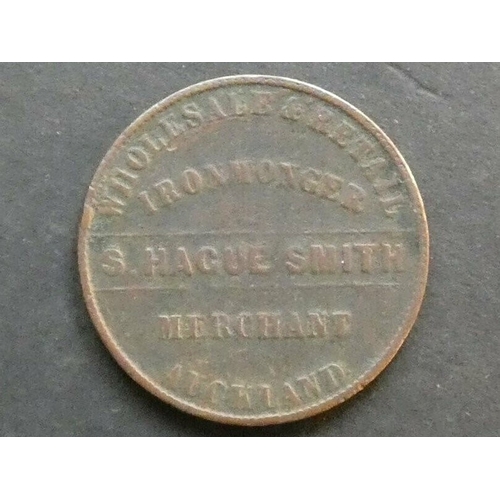 WHOLESALE & RETAIL
IRONMONGER
S. HAGUE SMITH
MERCHANT
AUCKLAND.